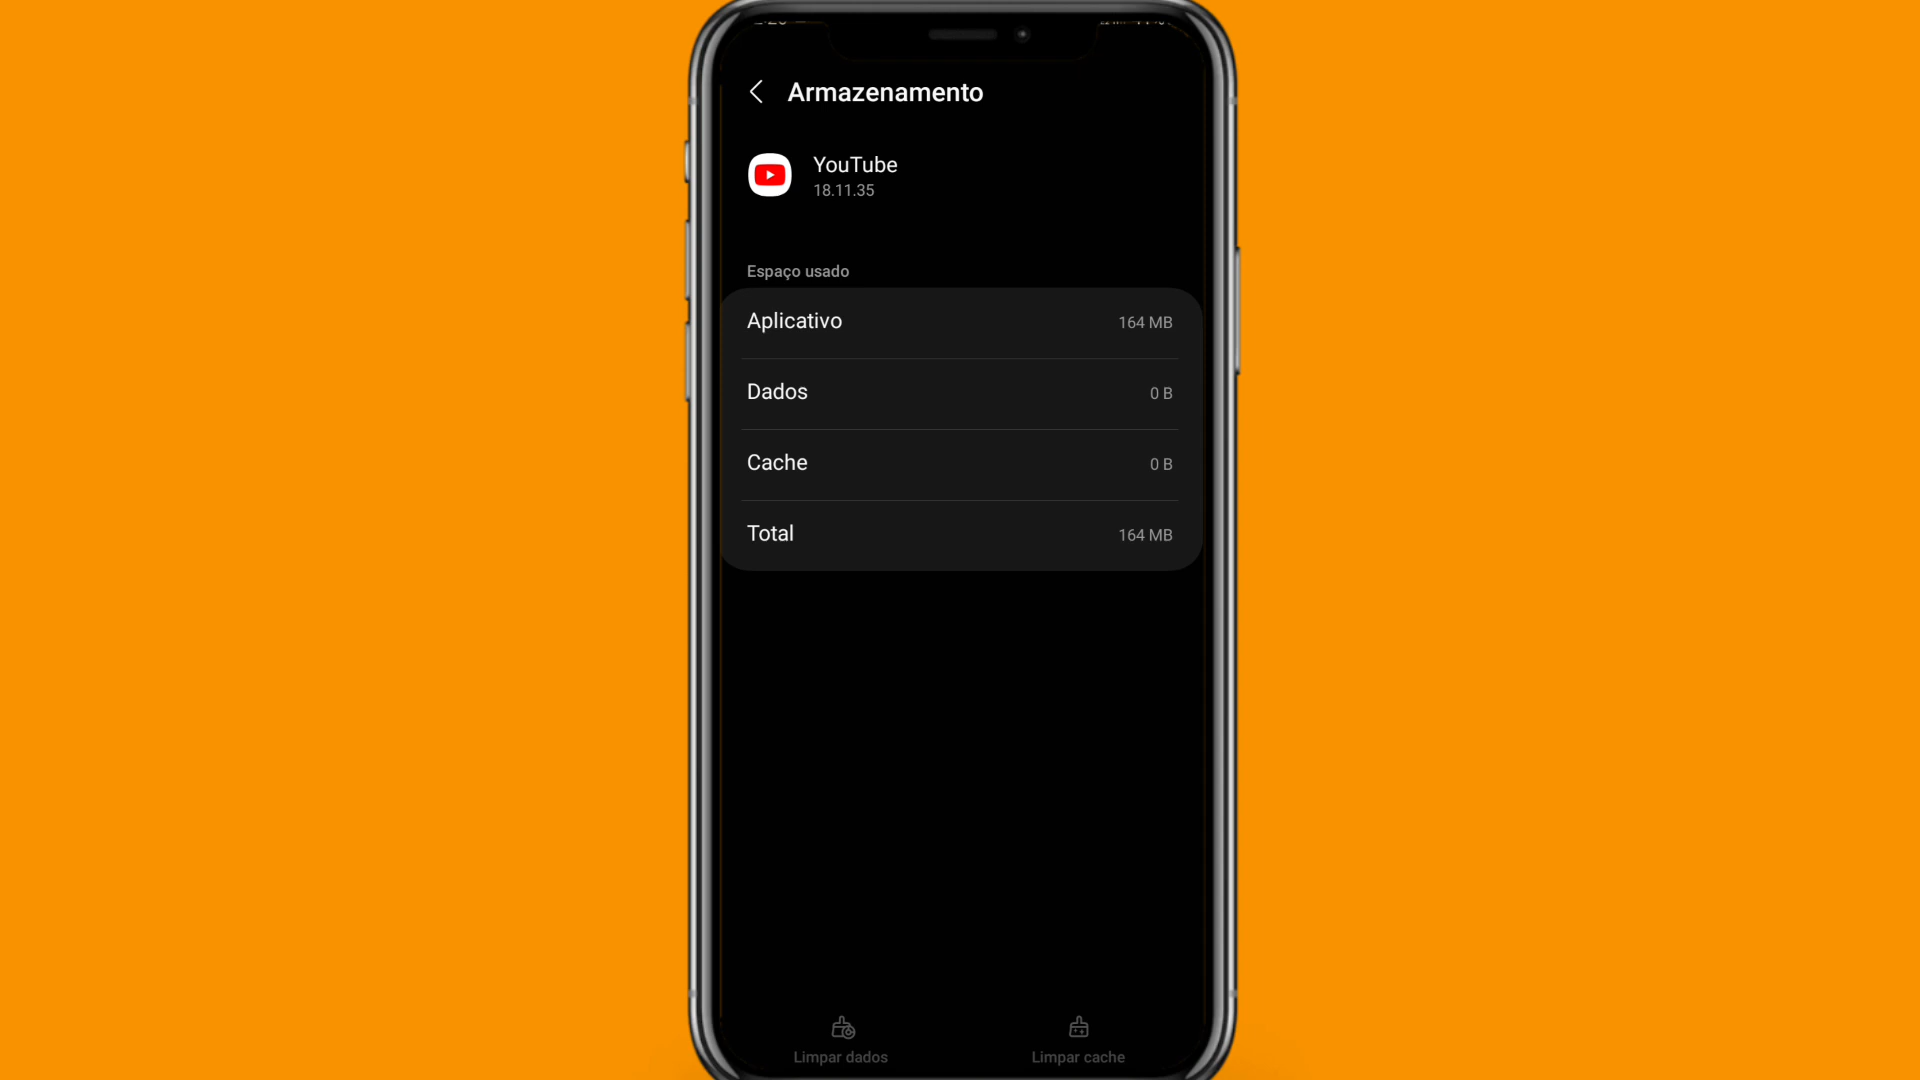 Armazenamento
YouTube
18.11.35
Espaço usado
Aplicativo 164 MB
Dados 0 B
Cache 0 B
Total 164 MB
Limpar dados Limpar cache